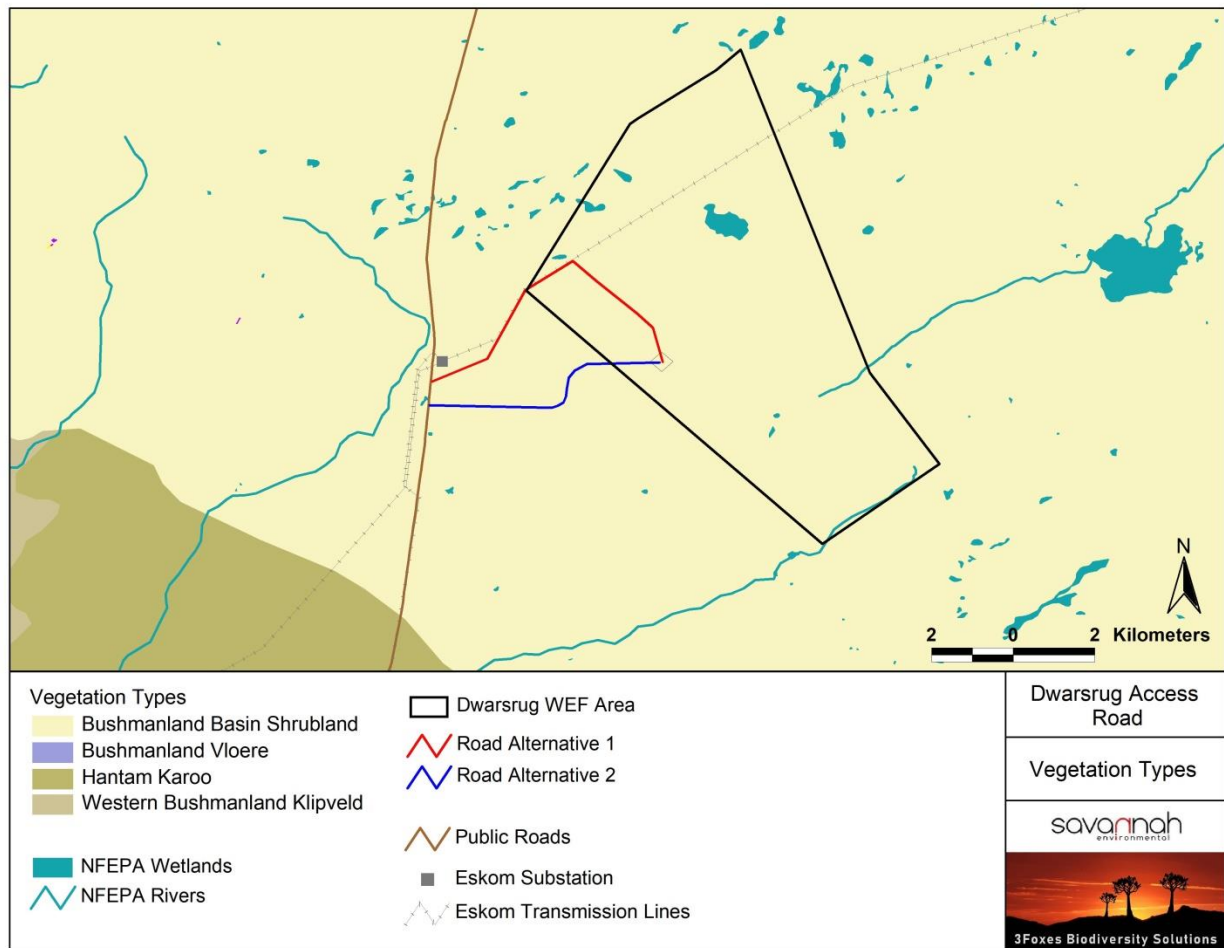 N
2 0 2 Kilometers
Vegetation Types
Bushmanland Basin Shrubland
Bushmanland Vloere
Hantam Karoo
Western Bushmanland Klipveld
NFEPA Wetlands
NFEPA Rivers
Dwarsrug WEF Area
Road Alternative 1
Road Alternative 2
Public Roads
Eskom Substation
Eskom Transmission Lines
Dwarsrug Access
Road
Vegetation Types
savannah
environmental
3Foxes Biodiversity Solutions